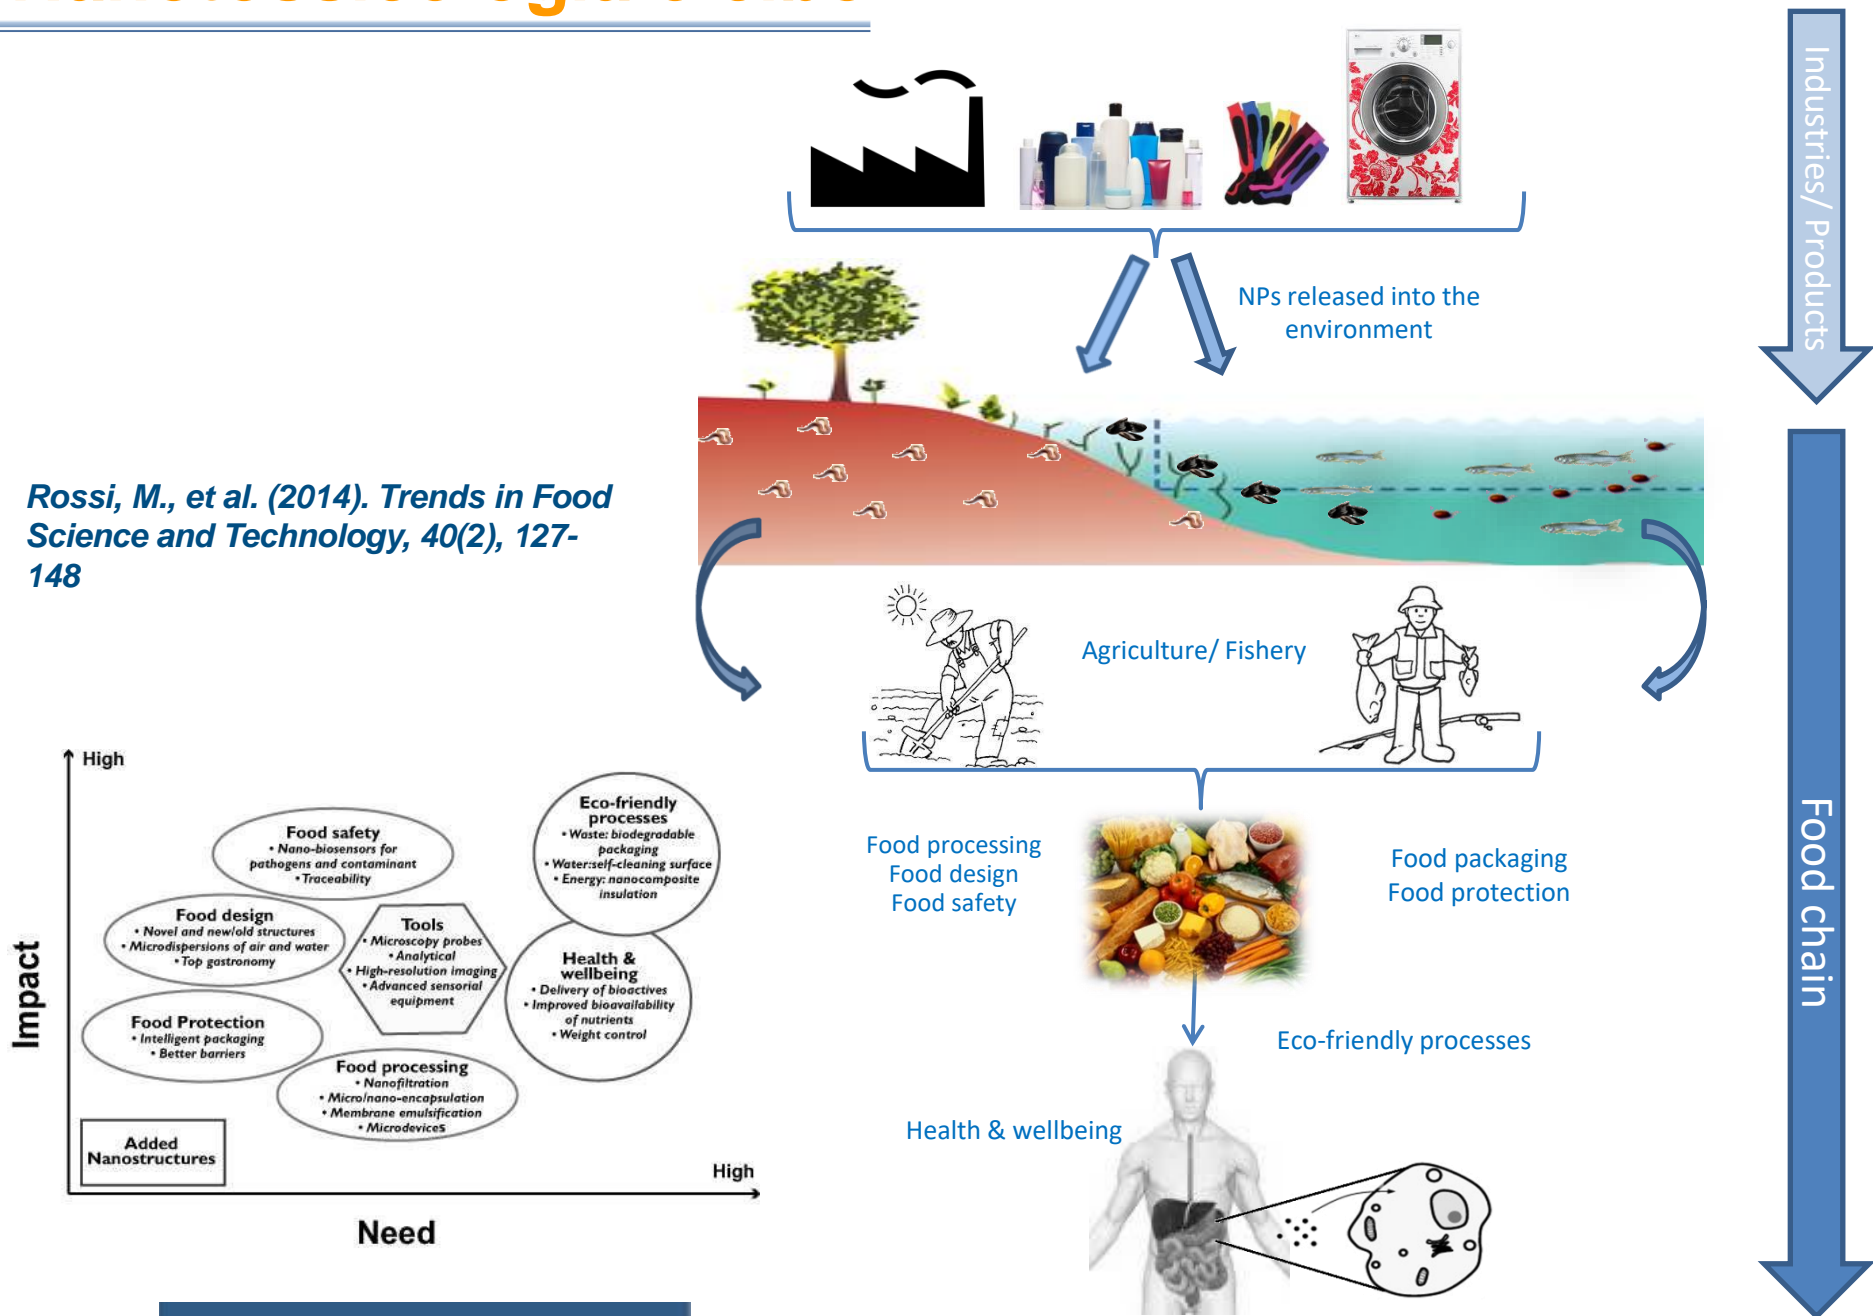 Nanotossicologia e cibo
Industries/ Products
NPs released into the
environment
Rossi, M., et al. (2014). Trends in Food
Science and Technology, 40(2), 127-
148
Agriculture/ Fishery
Food processing
Food design
Food safety
Food packaging
Food protection
Eco-friendly processes
Health & wellbeing
Food chain
High
Impact
Food safety
• Nano-biosensors for
pathogens and contaminant
• Traceability
Eco-friendly
processes
• Waste: biodegradable
packaging
• Water:self-cleaning surface
• Energy: nanocomposite
insulation
Food design
• Novel and new/old structures
• Microdispersions of air and water
• Top gastronomy
Tools
• Microscopy probes
• Analytical
• High-resolution imaging
• Advanced sensorial
equipment
Health &
wellbeing
• Delivery of bioactives
• Improved bioavailability
of nutrients
• Weight control
Food Protection
• Intelligent packaging
• Better barriers
Food processing
• Nanofiltration
• Micro/nano-encapsulation
• Membrane emulsification
• Microdevices
Added
Nanostructures
High
Need